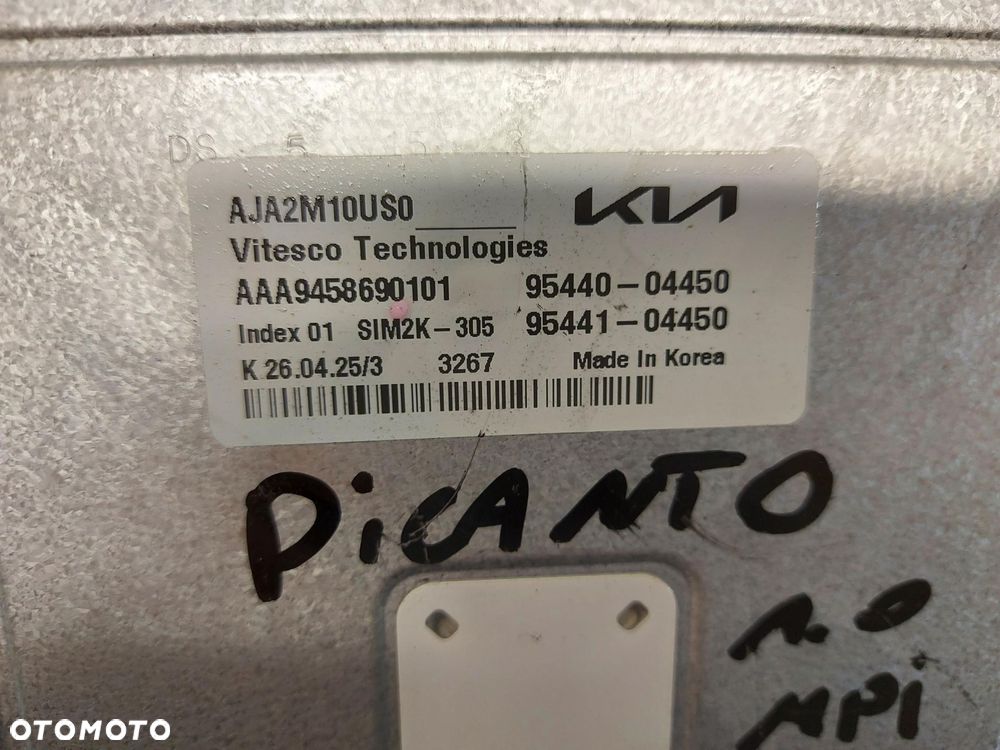 AJA2M10US0
KIA
Vitesco Technologies
AAA9458690101 95440-04450
Index 01 SIM2K-305 95441-04450
K 26.04.25/3 3267 Made In Korea
PiCANTO
1.0
MPi
OTOMOTO